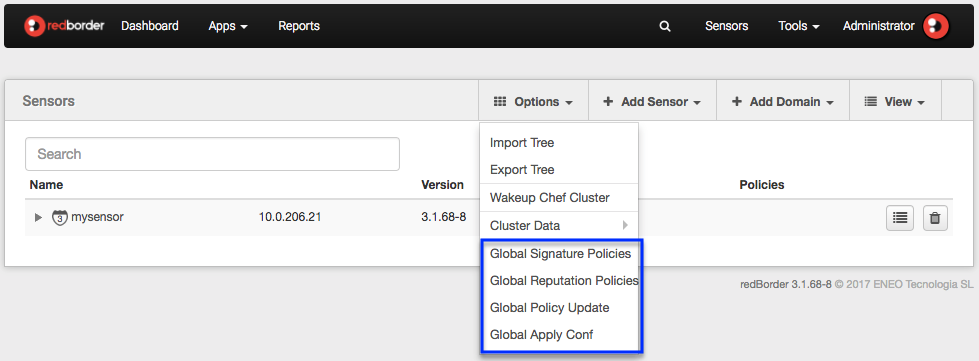 redborder Dashboard Apps Reports Sensors Tools Administrator
Sensors Options Add Sensor Add Domain View
Search
Import Tree
Export Tree
Name Version Policies
Wakeup Chef Cluster
3 mysensor 10.0.206.21 3.1.68-8
Cluster Data
Global Signature Policies
Global Reputation Policies
Global Policy Update
Global Apply Conf
redBorder 3.1.68-8 © 2017 ENEO Tecnologia SL